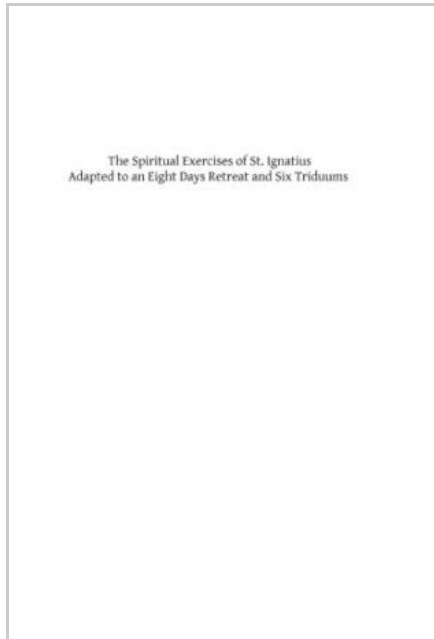 The Spiritual Exercises of St. Ignatius
Adapted to an Eight Days Retreat and Six Triduums